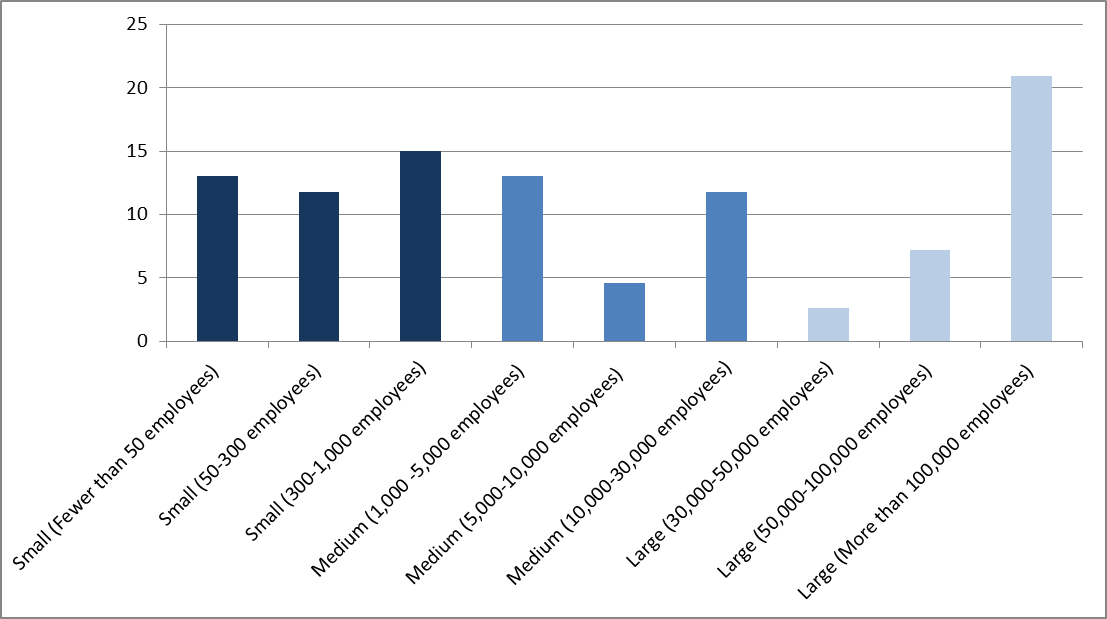 25
20
15
10
5
0
Small (Fewer than 50 employees)
Small (50-300 employees)
Small (300-1,000 employees)
Medium (1,000 -5,000 employees)
Medium (5,000-10,000 employees)
Medium (10,000-30,000 employees)
Large (30,000-50,000 employees)
Large (50,000-100,000 employees)
Large (More than 100,000 employees)